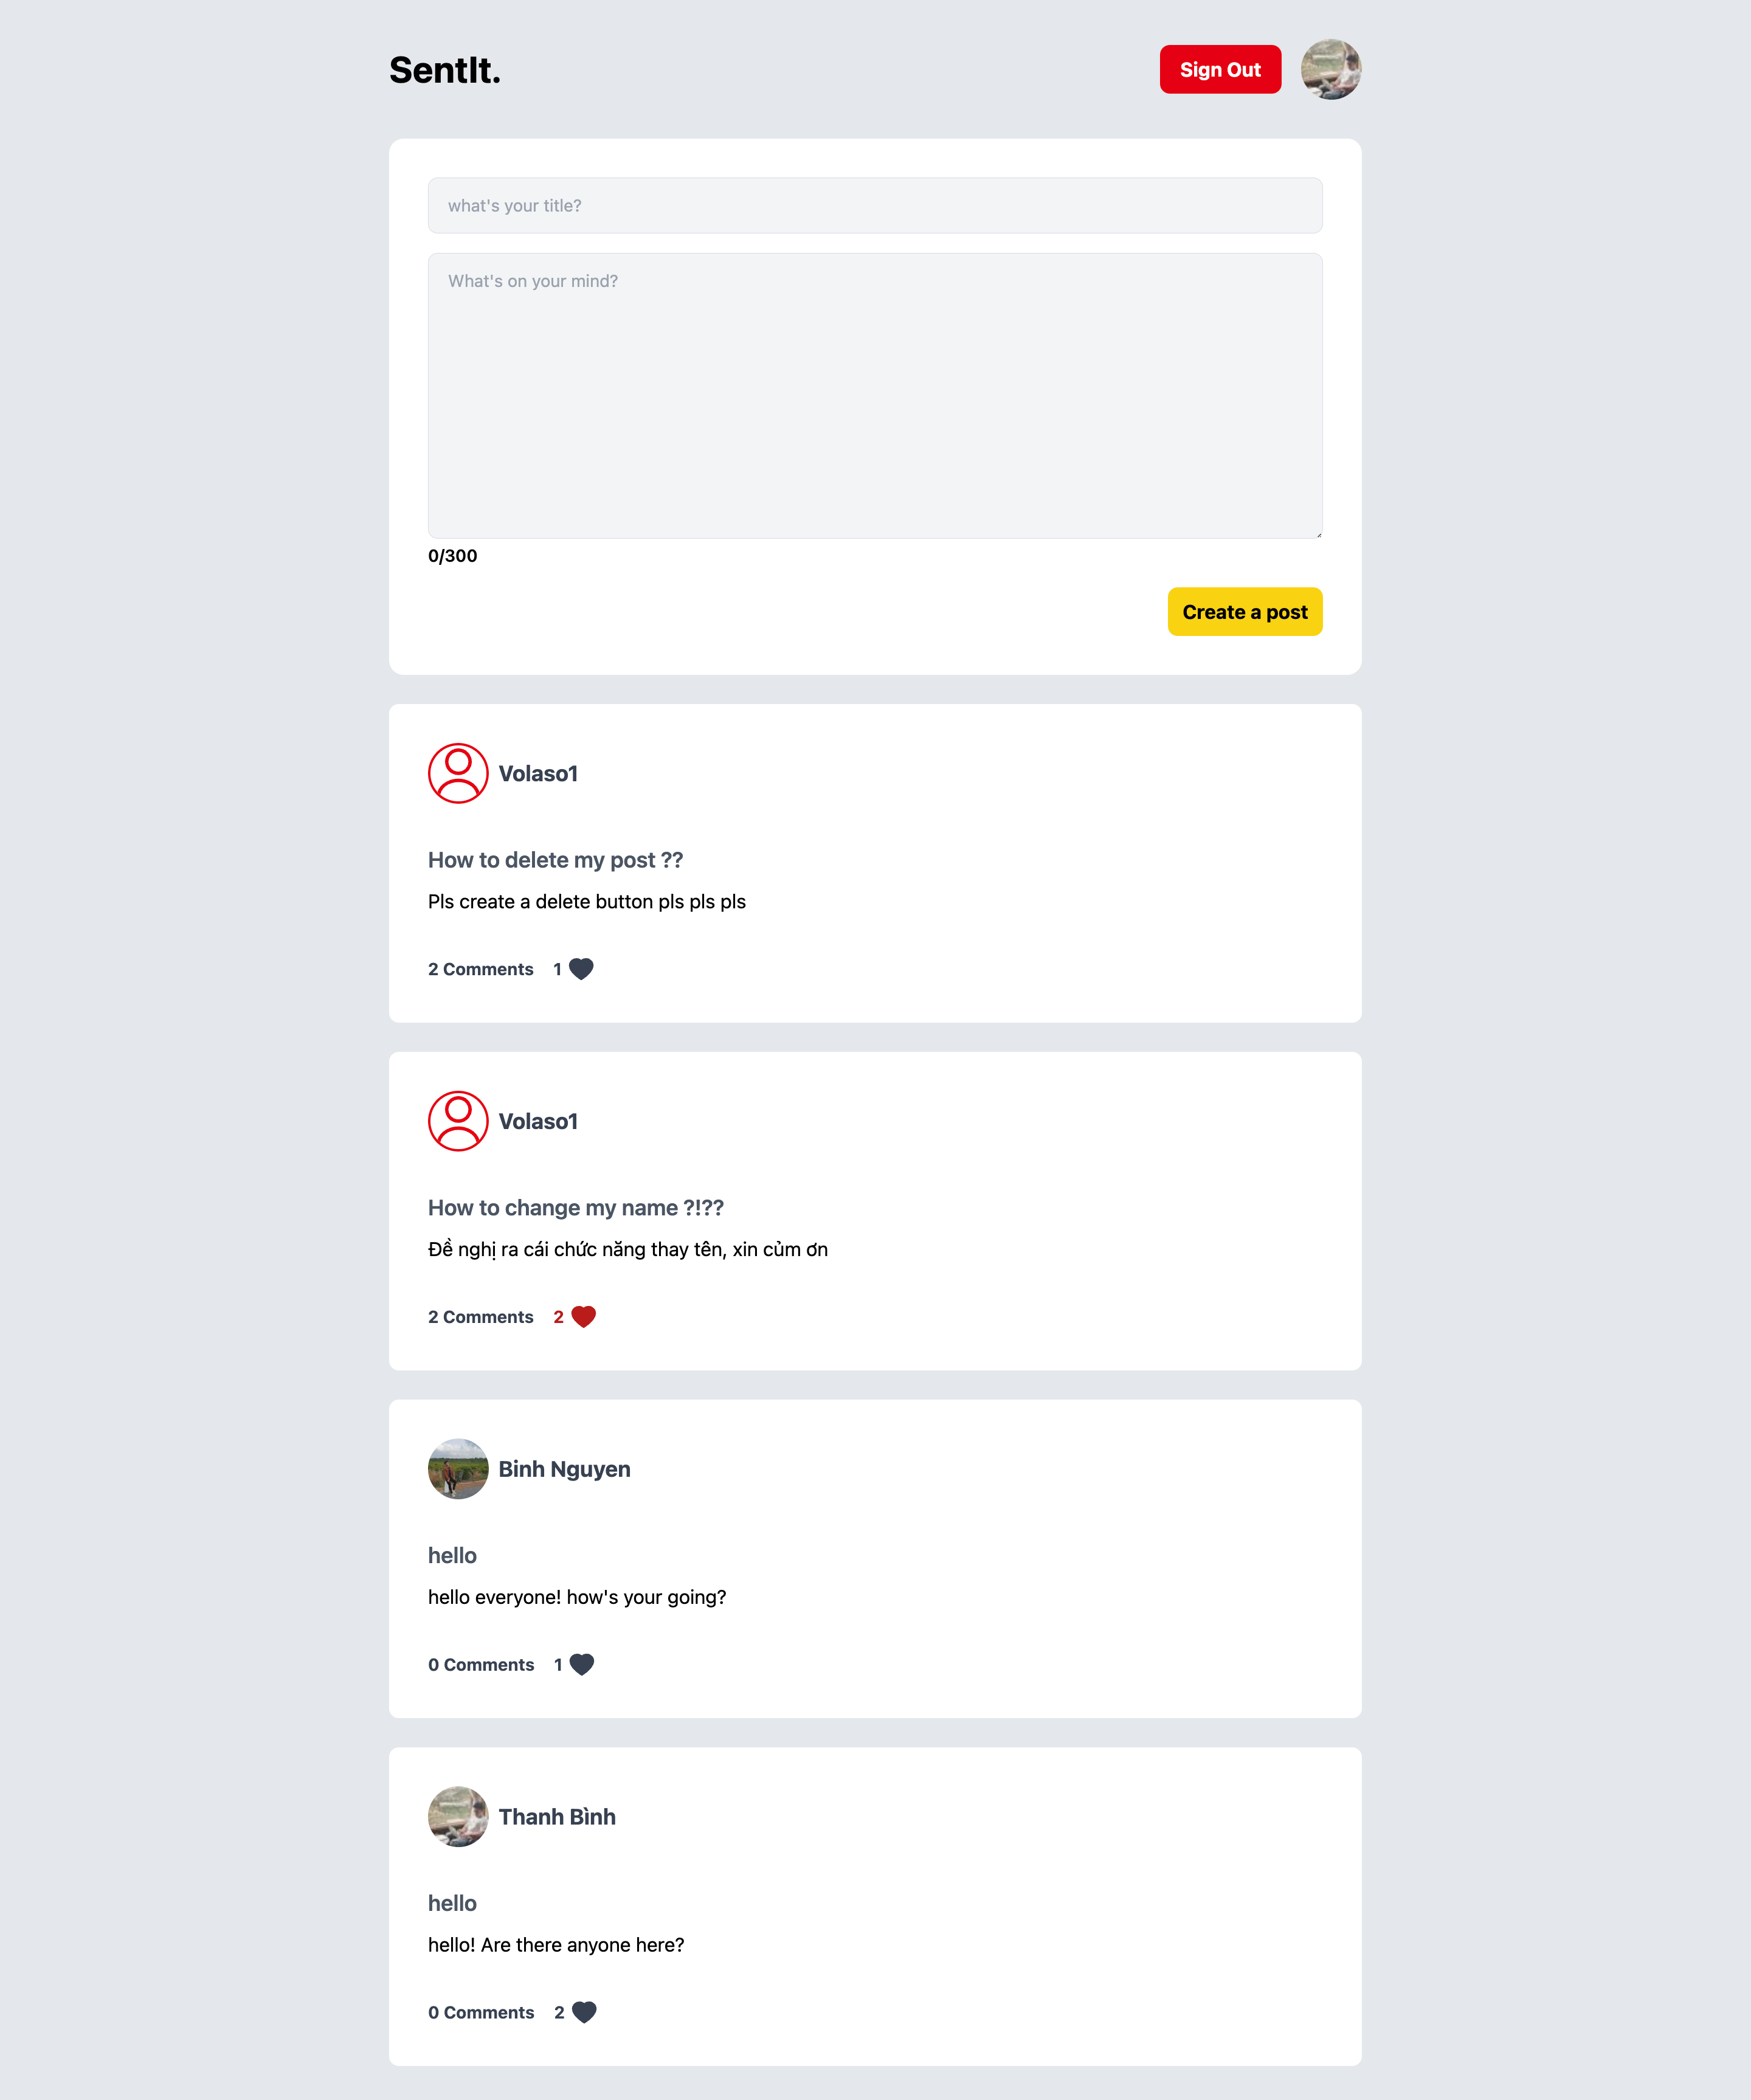 SentIt.
Sign Out
what's your title?
What's on your mind?
0/300
Create a post
Volaso1
How to delete my post ??
Pls create a delete button pls pls pls
2 Comments 1
Volaso1
How to change my name ?!??
Đề nghị ra cái chức năng thay tên, xin củm ơn
2 Comments 2
Binh Nguyen
hello
hello everyone! how's your going?
0 Comments 1
Thanh Bình
hello
hello! Are there anyone here?
0 Comments 2